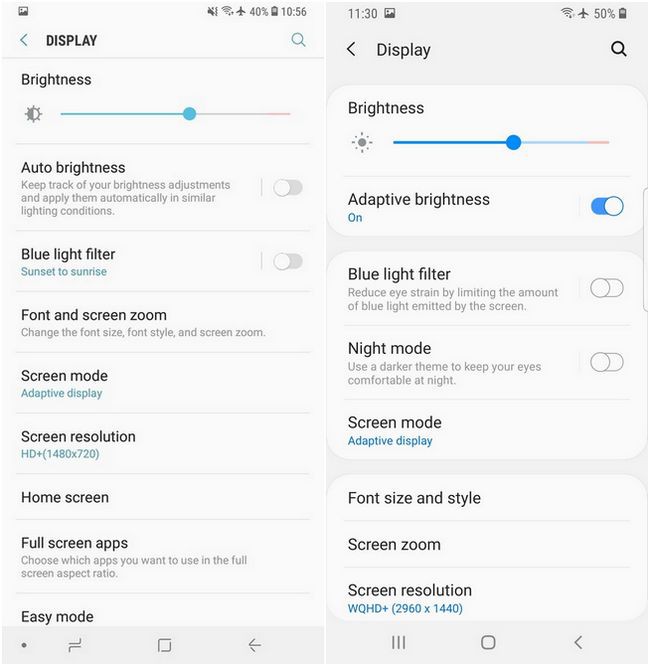 40% 10:56
DISPLAY
Brightness
Auto brightness
Keep track of your brightness adjustments
and apply them automatically in similar
lighting conditions.
Blue light filter
Sunset to sunrise
Font and screen zoom
Change the font size, font style, and screen zoom.
Screen mode
Adaptive display
Screen resolution
HD+(1480x720)
Home screen
Full screen apps
Choose which apps you want to use in the full
screen aspect ratio.
Easy mode
11:30 50%
Display
Brightness
Adaptive brightness
On
Blue light filter
Reduce eye strain by limiting the amount
of blue light emitted by the screen.
Night mode
Use a darker theme to keep your eyes
comfortable at night.
Screen mode
Adaptive display
Font size and style
Screen zoom
Screen resolution
WQHD+ (2960 x 1440)